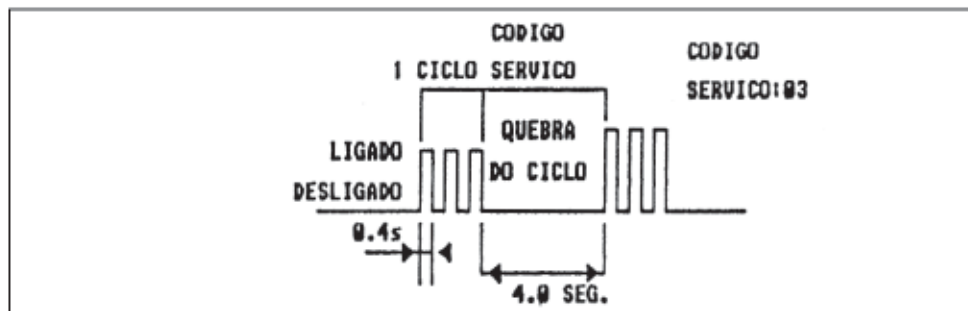 CODIGO
1 CICLO SERVICO
CODIGO
SERVICO:03
QUEBRA
DO CICLO
LIGADO
DESLIGADO
0.4s
4.0 SEG.